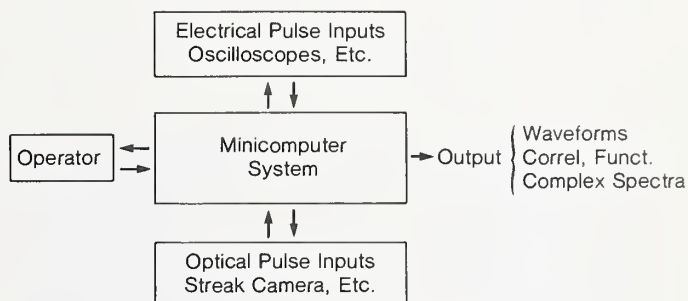 Electrical Pulse Inputs
Oscilloscopes, Etc.
Operator
Minicomputer
System
Output
Waveforms
Correl, Funct.
Complex Spectra
Optical Pulse Inputs
Streak Camera, Etc.